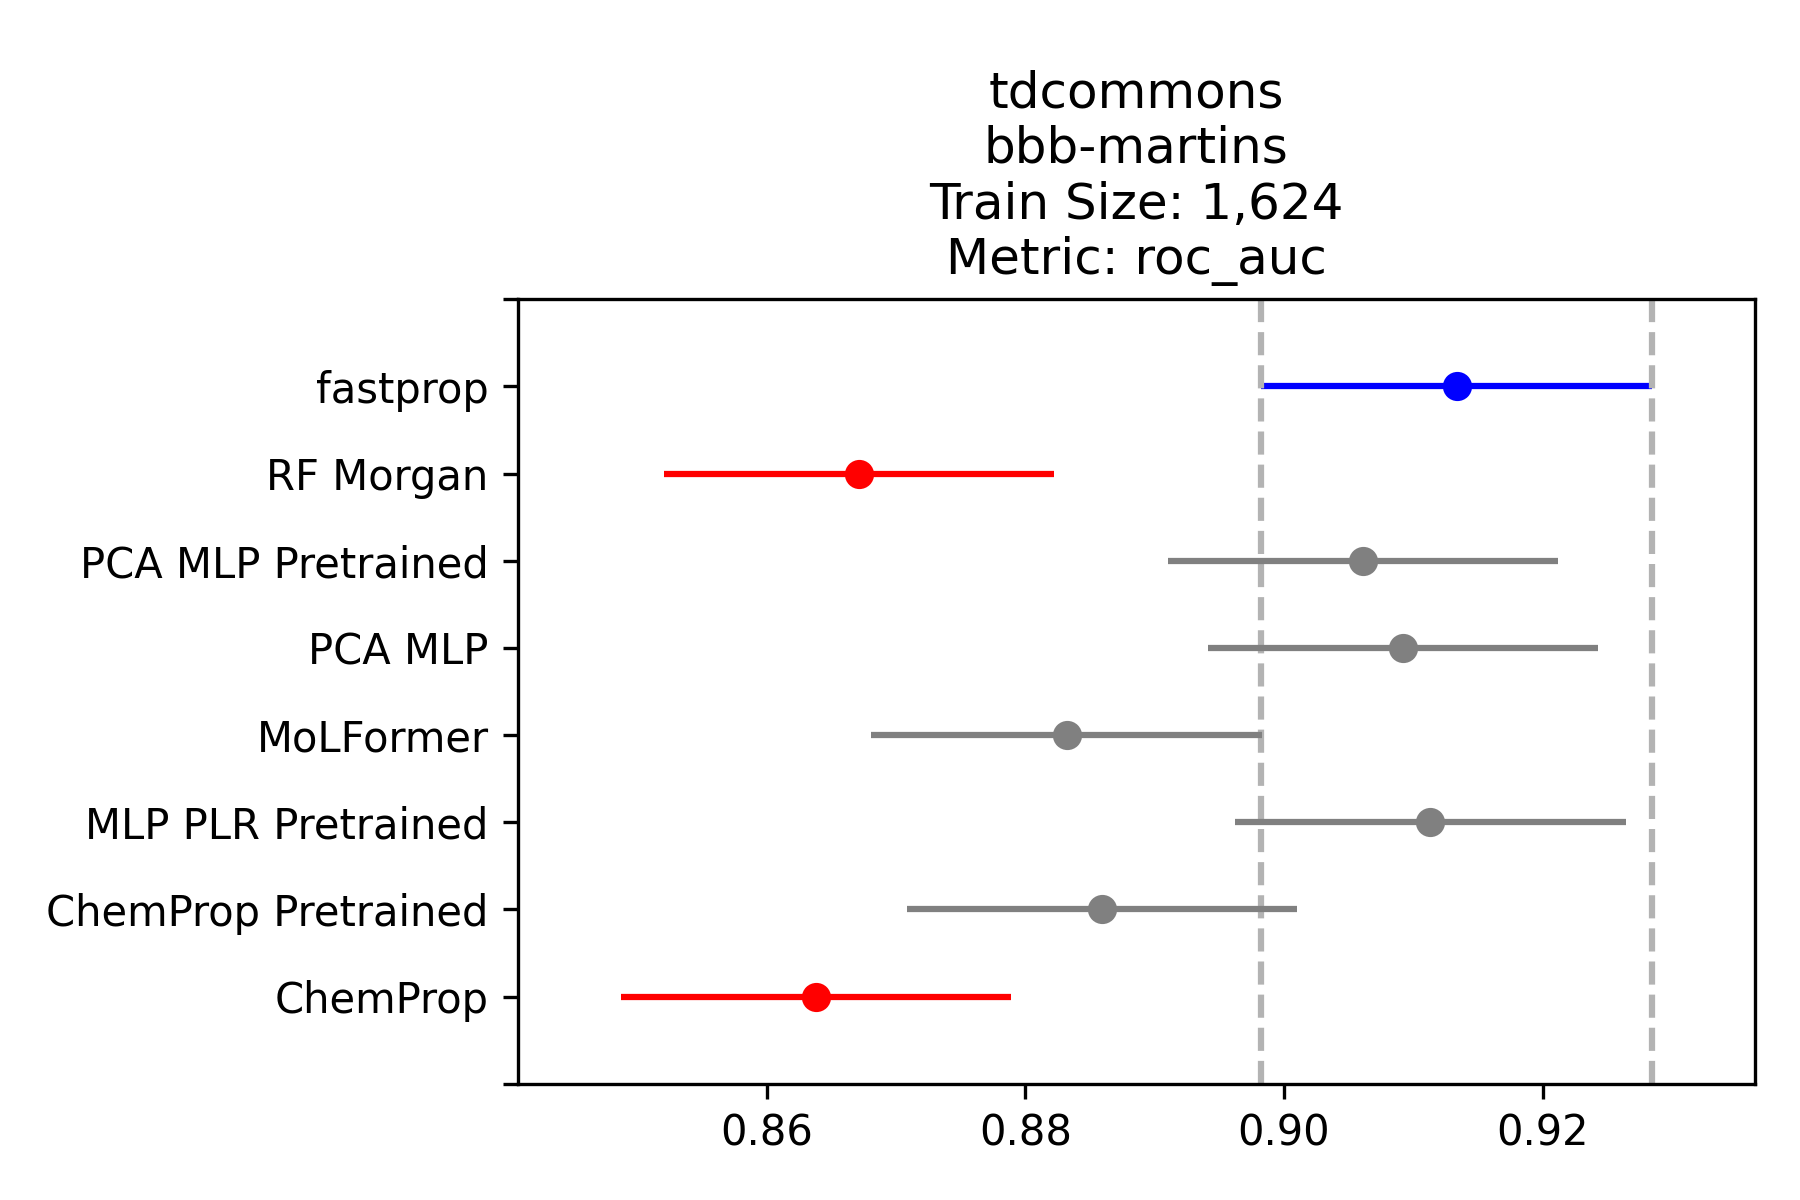 tdcommons
bbb-martins
Train Size: 1,624
Metric: roc_auc
fastprop
RF Morgan
PCA MLP Pretrained
PCA MLP
MoLFormer
MLP PLR Pretrained
ChemProp Pretrained
ChemProp
0.86 0.88 0.90 0.92